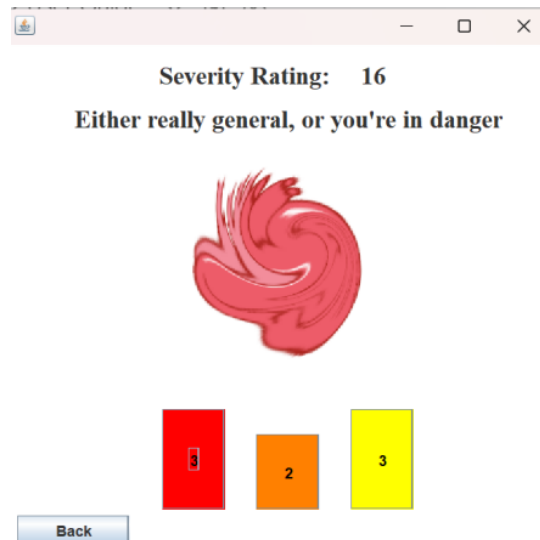 Severity Rating: 16
Either really general, or you're in danger
3
2
3
Back